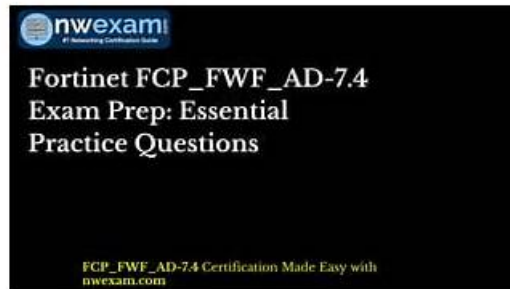 nwexam
#1 Networking Certification Guide
Fortinet FCP_FWF_AD-7.4
Exam Prep: Essential
Practice Questions
FCP_FWF_AD-7.4 Certification Made Easy with
nwexam.com